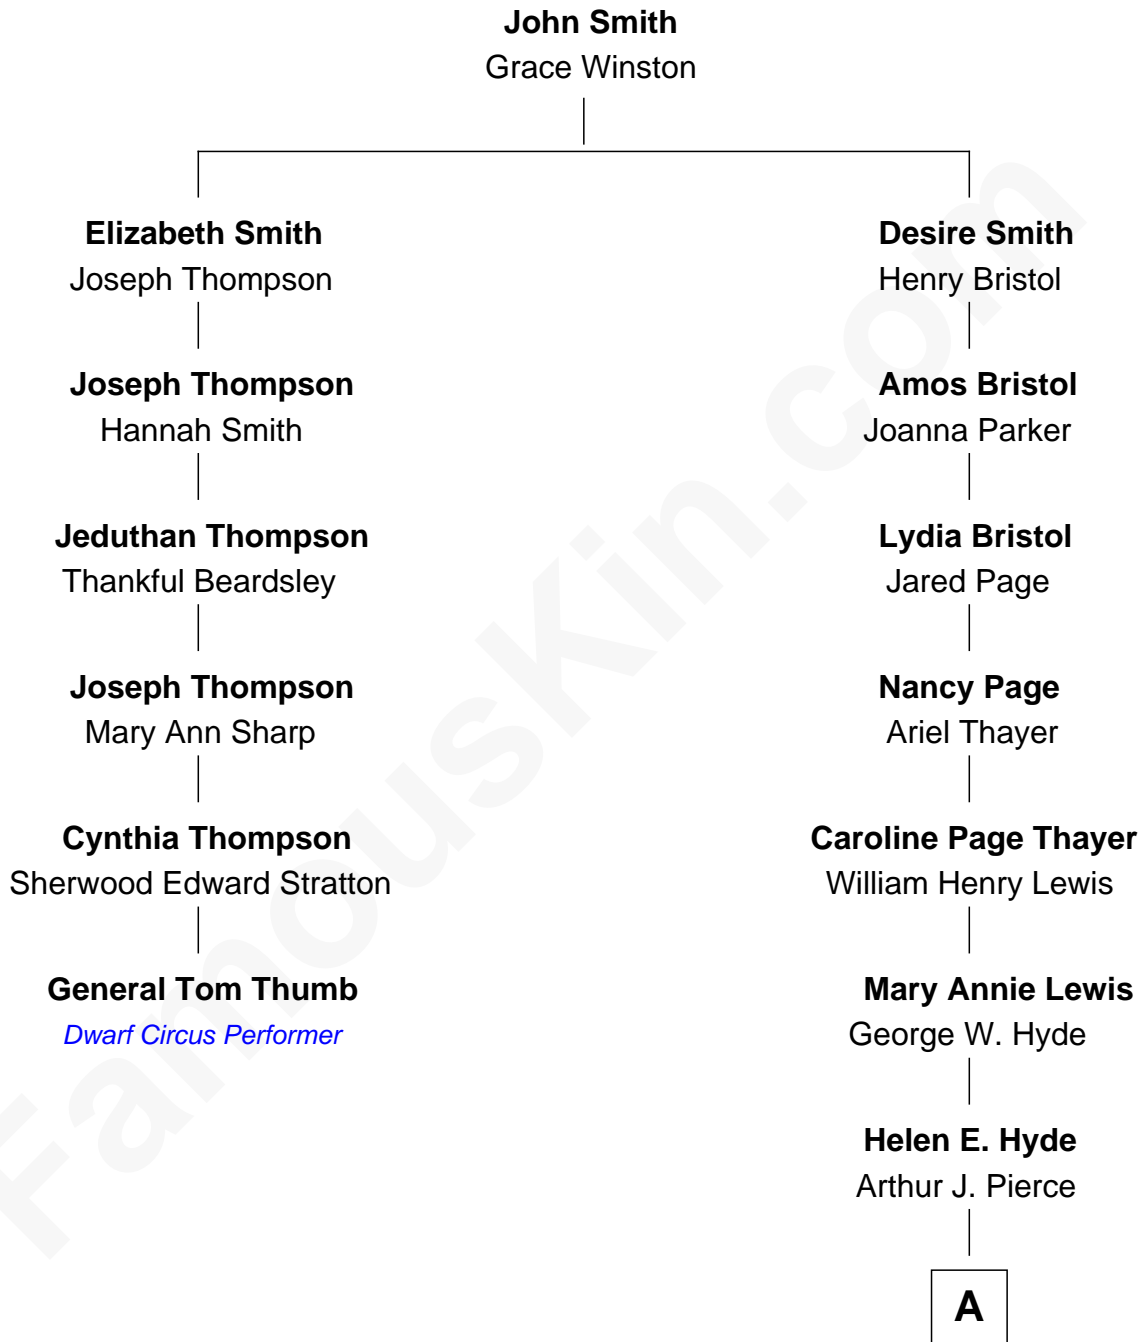 John Smith
Grace Winston
Elizabeth Smith
Joseph Thompson
Desire Smith
Henry Bristol
Joseph Thompson
Hannah Smith
Amos Bristol
Joanna Parker
Jeduthan Thompson
Thankful Beardsley
Lydia Bristol
Jared Page
Joseph Thompson
Mary Ann Sharp
Nancy Page
Ariel Thayer
Cynthia Thompson
Sherwood Edward Stratton
Caroline Page Thayer
William Henry Lewis
General Tom Thumb
Dwarf Circus Performer
Mary Annie Lewis
George W. Hyde
Helen E. Hyde
Arthur J. Pierce
A
FamousKin.com